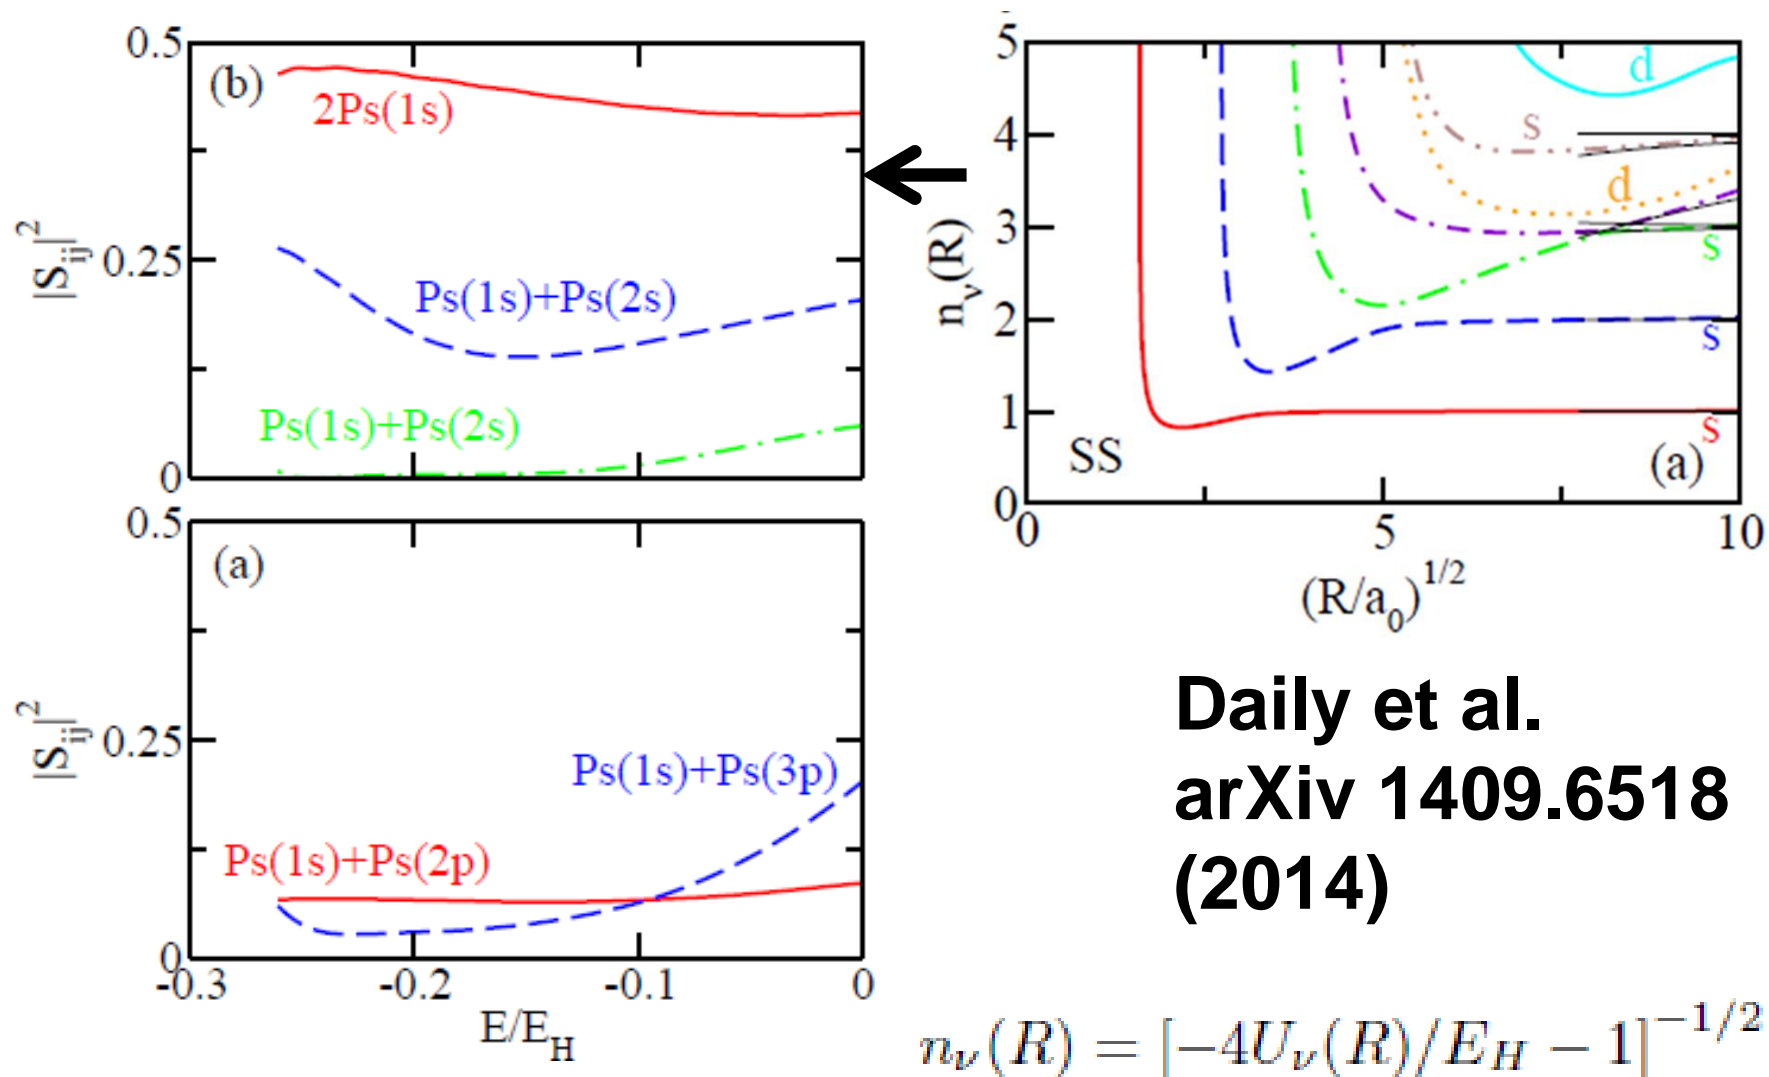 0.5
(b)
2Ps(1s)
|S_ij|^2
0.25
Ps(1s)+Ps(2s)
Ps(1s)+Ps(2s)
0
0.5
(a)
|S_ij|^2
0.25
Ps(1s)+Ps(3p)
Ps(1s)+Ps(2p)
0
-0.3
-0.2
-0.1
0
E/E_H
5
d
4
s
d
n_ν(R)
3
s
2
s
1
s
SS
(a)
0
0
5
10
(R/a_0)^1/2
Daily et al.
arXiv 1409.6518
(2014)
n_ν(R) = [−4U_ν(R)/E_H − 1]^−1/2